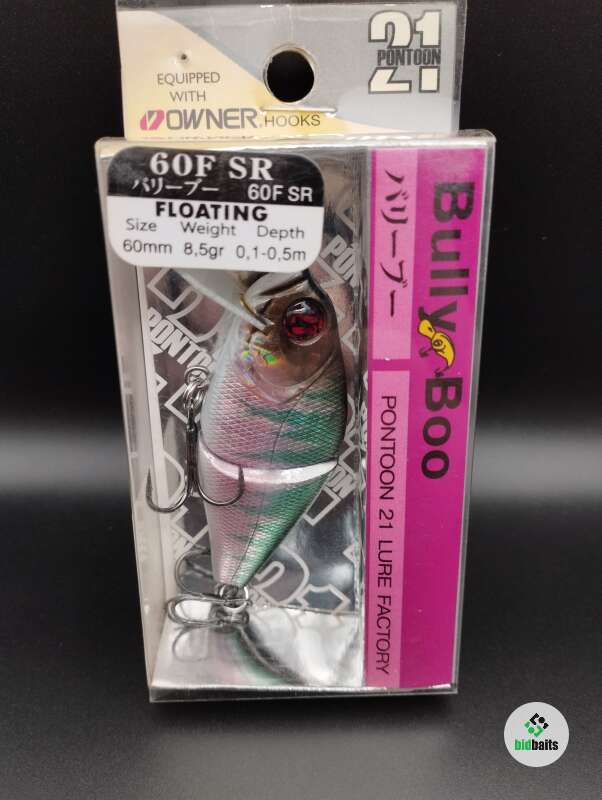 21
PONTOON
EQUIPPED
WITH
OWNER HOOKS
60F SR
バリーブー 60F SR
FLOATING
Size Weight Depth
60mm 8,5gr 0,1-0,5m
Bully Boo
バリーブー
PONTOON 21 LURE FACTORY
PONTOON
PONTOON
bidbaits